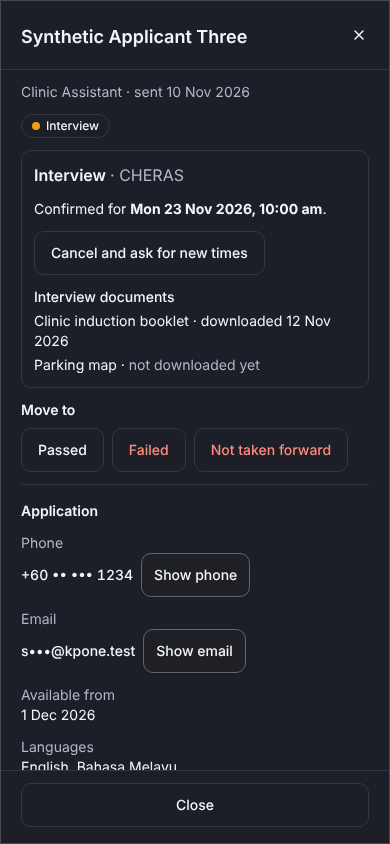 Synthetic Applicant Three
Clinic Assistant · sent 10 Nov 2026
Interview
Interview · CHERAS
Confirmed for Mon 23 Nov 2026, 10:00 am.
Cancel and ask for new times
Interview documents
Clinic induction booklet · downloaded 12 Nov
2026
Parking map · not downloaded yet
Move to
Passed
Failed
Not taken forward
Application
Phone
+60 •• ••• 1234
Show phone
Email
s•••@kpone.test
Show email
Available from
1 Dec 2026
Languages
English, Bahasa Melayu
Close